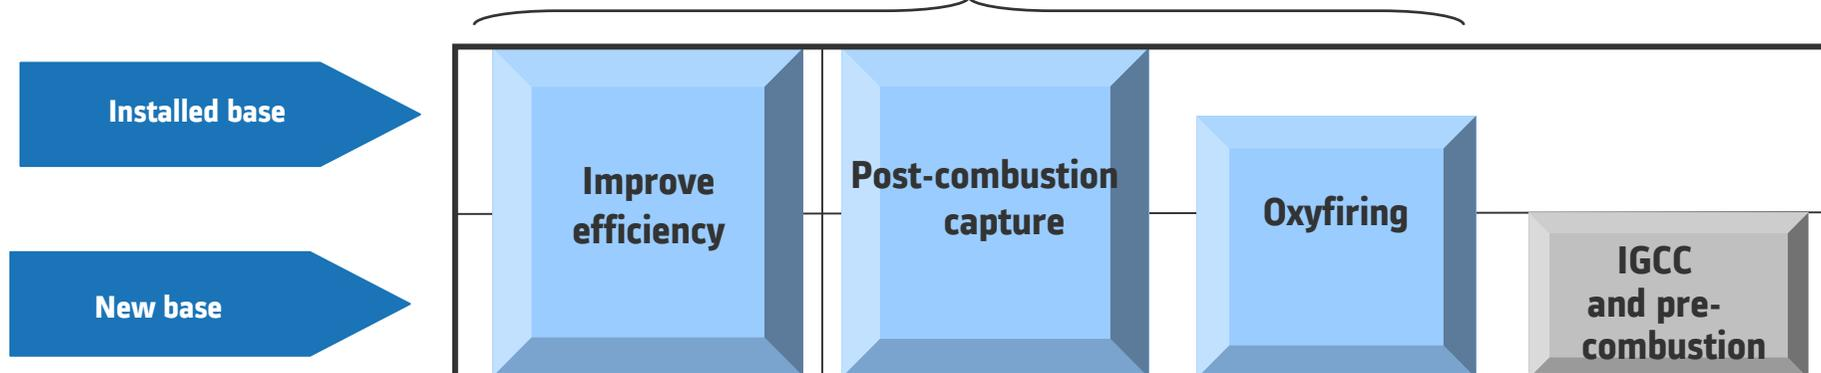 Installed base
Improve
efficiency
Post-combustion
capture
Oxyfiring
New base
IGCC
and pre-
combustion